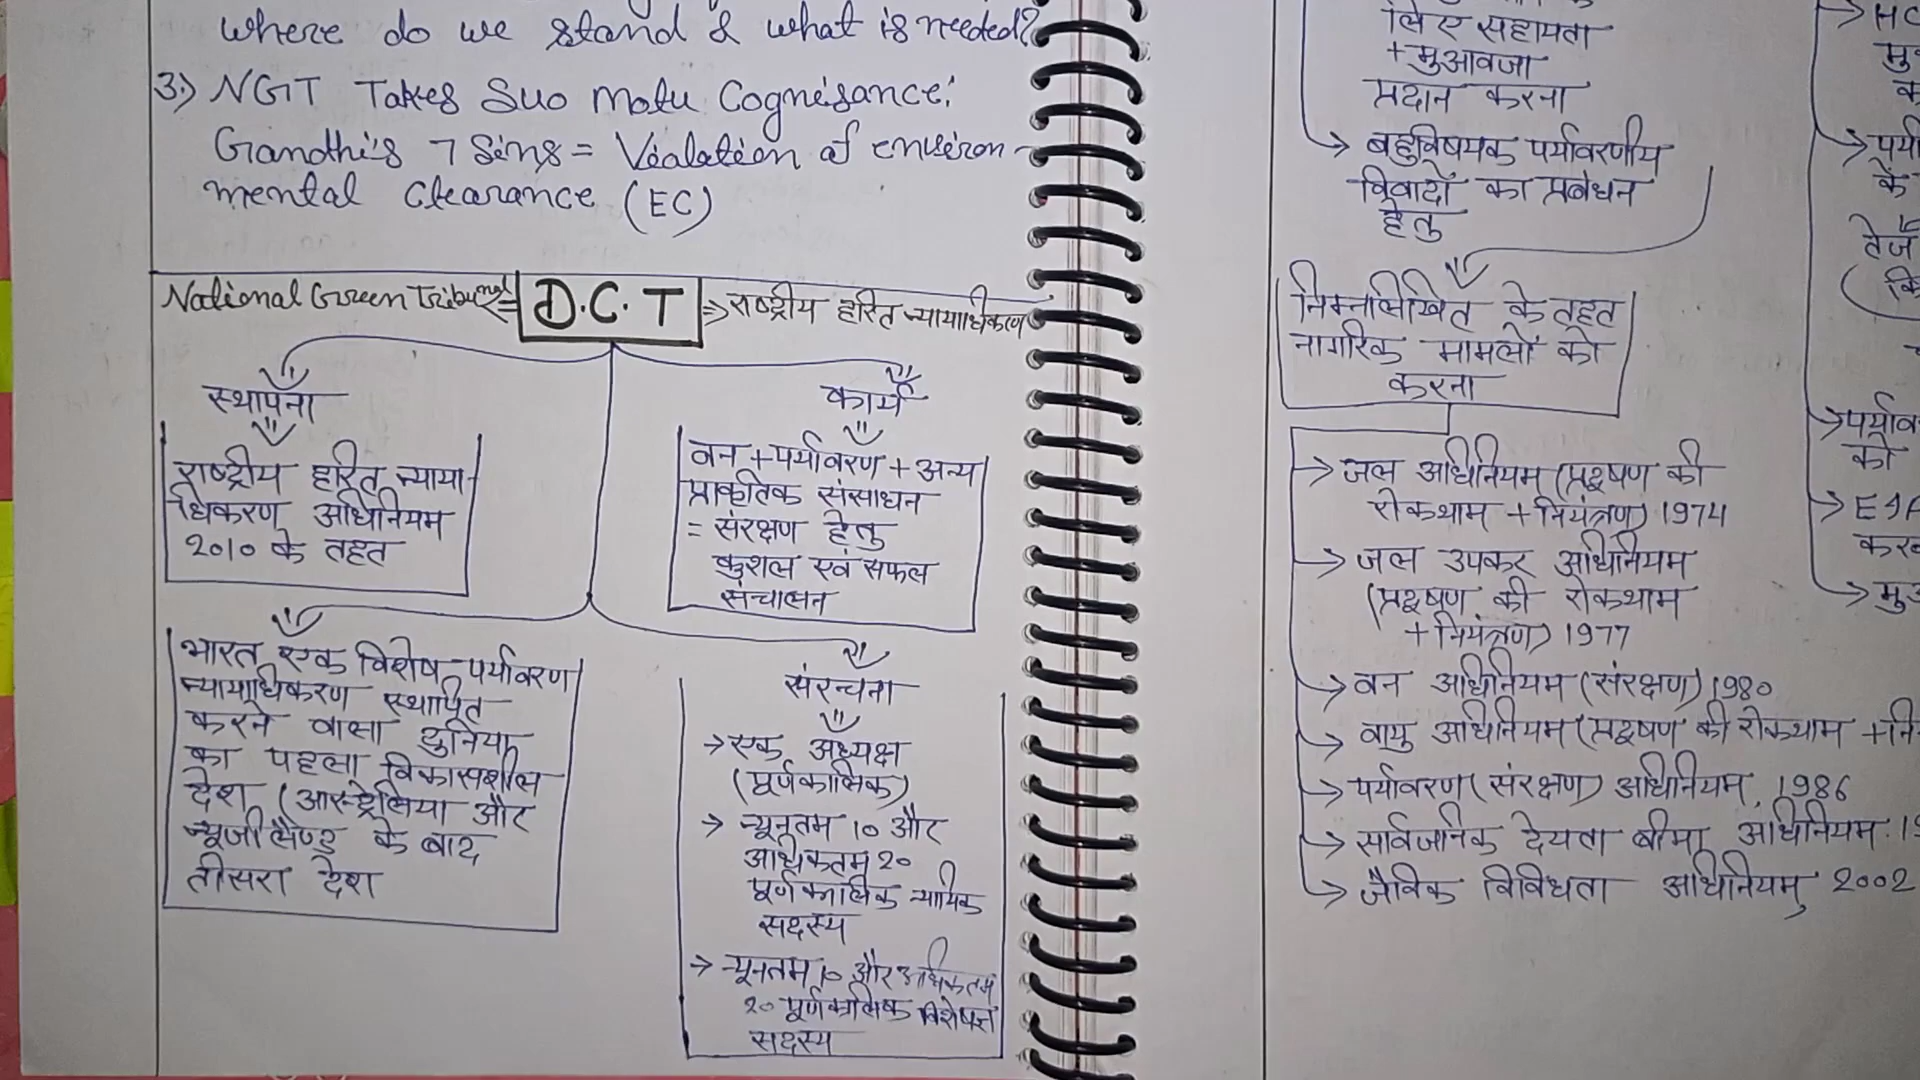 where do we stand & what is needed?
3.) NGT Takes Suo Motu Cognisance:
Gandhi's 7 Sins = Violation of environ-
mental Clearance (EC)
National Green Tribunal = D.C.T ⇒ राष्ट्रीय हरित न्यायाधिकरण
स्थापना
राष्ट्रीय हरित न्याया-
धिकरण अधिनियम
2010 के तहत
कार्य
वन + पर्यावरण + अन्य
प्राकृतिक संसाधन
= संरक्षण हेतु
कुशल एवं सफल
संचालन
भारत एक विशेष पर्यावरण
न्यायाधिकरण स्थापित
करने वाला दुनिया
का पहला विकासशील
देश (आस्ट्रेलिया और
न्यूजीलैण्ड के बाद
तीसरा देश
संरचना
→ एक अध्यक्ष
(पूर्णकालिक)
→ न्यूनतम 10 और
अधिकतम 20
पूर्णकालिक न्यायिक
सदस्य
→ न्यूनतम 10 और अधिकतम
20 पूर्णकालिक विशेषज्ञ
सदस्य
लिए सहायता
+ मुआवजा
प्रदान करना
→ बहुविषयक पर्यावरणीय
विवादों का प्रबंधन
हेतु
निम्नलिखित के तहत
नागरिक मामलों को
करना
→ जल अधिनियम (प्रदूषण की
रोकथाम + नियंत्रण) 1974
→ जल उपकर अधिनियम
(प्रदूषण की रोकथाम
+ नियंत्रण) 1977
→ वन अधिनियम (संरक्षण) 1980
→ वायु अधिनियम (प्रदूषण की रोकथाम +
→ पर्यावरण (संरक्षण) अधिनियम, 1986
→ सार्वजनिक देयता बीमा अधिनियम
→ जैविक विविधता अधिनियम 2002
→ HC
के
→ पर्याव
को